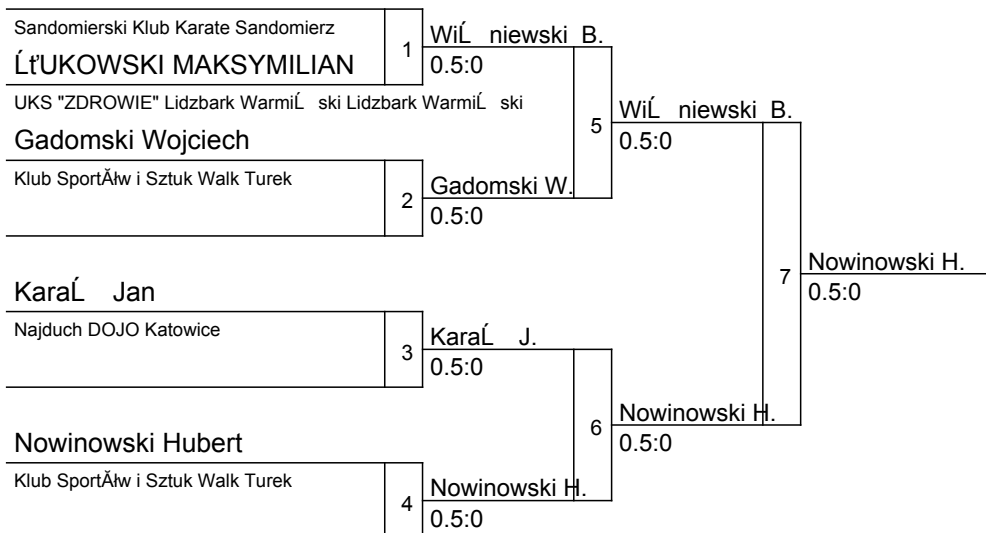 Sandomierski Klub Karate Sandomierz
1
WiĹ niewski B.
ĹťUKOWSKI MAKSYMILIAN
0.5:0
UKS "ZDROWIE" Lidzbark WarmiĹ ski Lidzbark WarmiĹ ski
5
WiĹ niewski B.
0.5:0
Gadomski Wojciech
Klub SportĂłw i Sztuk Walk Turek
2
Gadomski W.
0.5:0
7
Nowinowski H.
0.5:0
KaraĹ Jan
Najduch DOJO Katowice
3
KaraĹ J.
0.5:0
6
Nowinowski H.
0.5:0
Nowinowski Hubert
Klub SportĂłw i Sztuk Walk Turek
4
Nowinowski H.
0.5:0